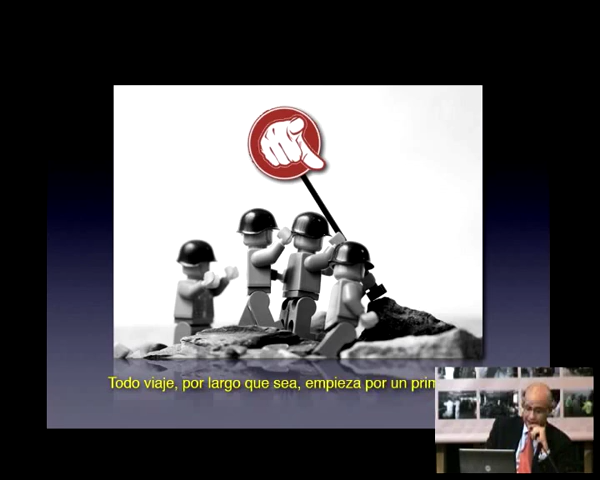 Todo viaje, por largo que sea, empieza por un